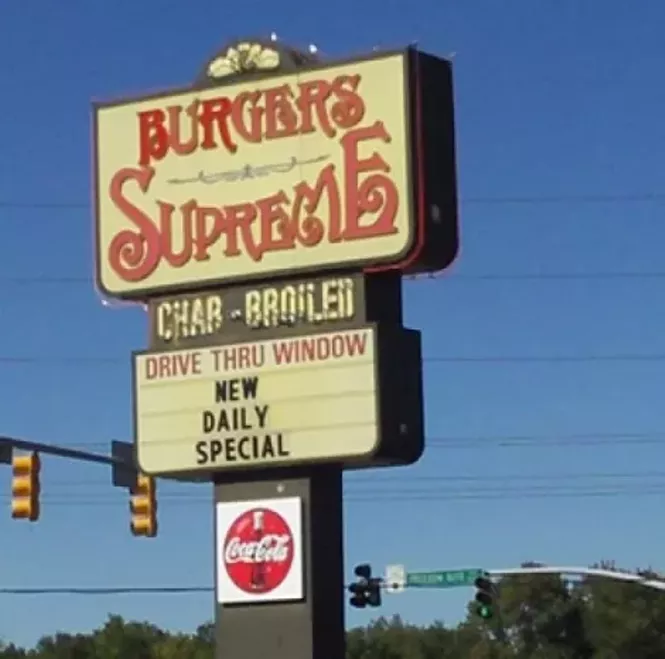 BURGERS
SUPREME
CHAR-BROILED
DRIVE THRU WINDOW
NEW
DAILY
SPECIAL
Coca-Cola